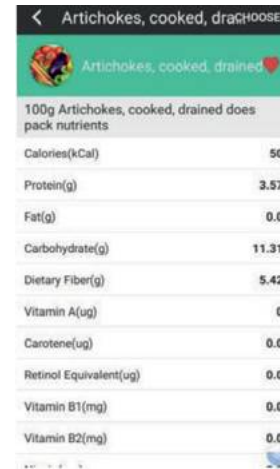 Artichokes, cooked, dra
CHOOSE
Artichokes, cooked, drained
100g Artichokes, cooked, drained does
pack nutrients
Calories(kCal) 50
Protein(g) 3.57
Fat(g) 0.0
Carbohydrate(g) 11.31
Dietary Fiber(g) 5.42
Vitamin A(ug) 0
Carotene(ug) 0.0
Retinol Equivalent(ug) 0.0
Vitamin B1(mg) 0.0
Vitamin B2(mg) 0.0